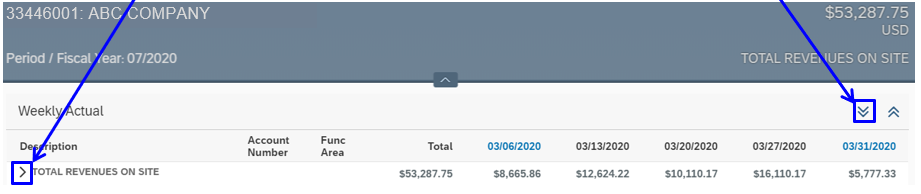 33446001: ABC COMPANY $53,287.75
USD
Period / Fiscal Year: 07/2020 TOTAL REVENUES ON SITE
Weekly Actual
Description Account Number Func Area Total 03/06/2020 03/13/2020 03/20/2020 03/27/2020 03/31/2020
TOTAL REVENUES ON SITE $53,287.75 $8,665.86 $12,624.22 $10,110.17 $16,110.17 $5,777.33